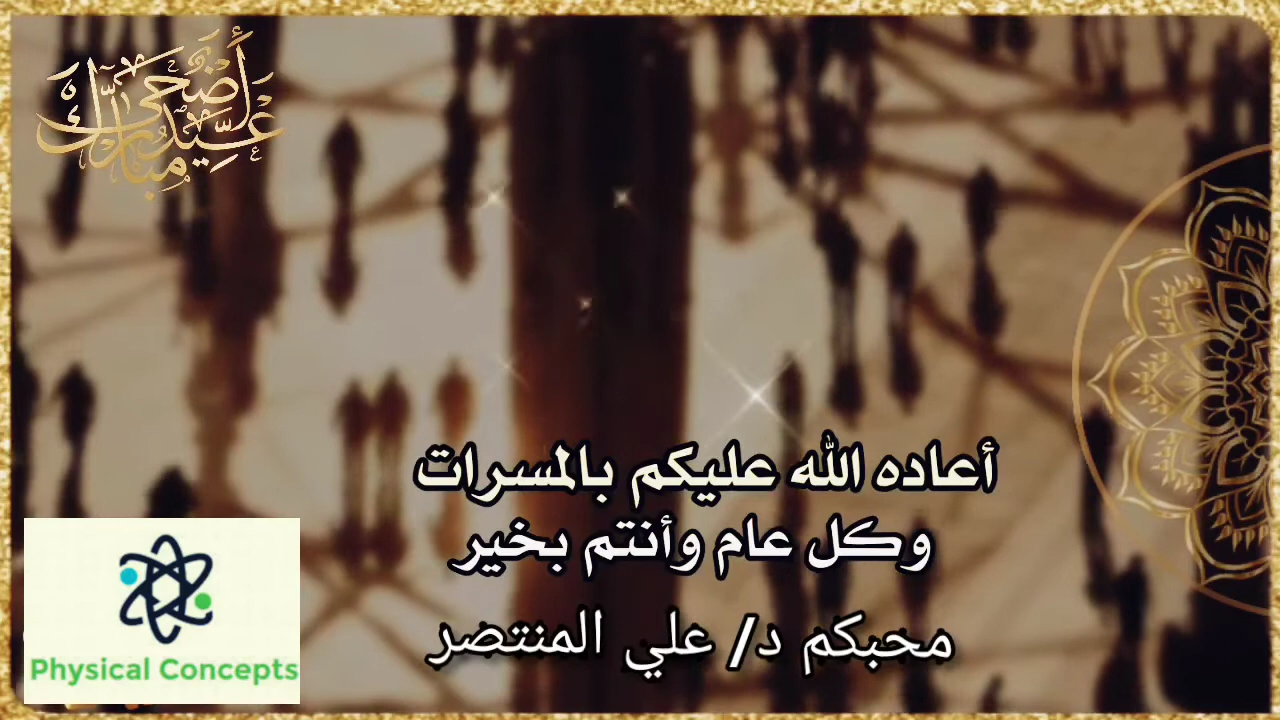 عيد أضحى مبارك
أعاده الله عليكم بالمسرات
وكل عام وأنتم بخير
محبكم د/ علي المنتصر
Physical Concepts